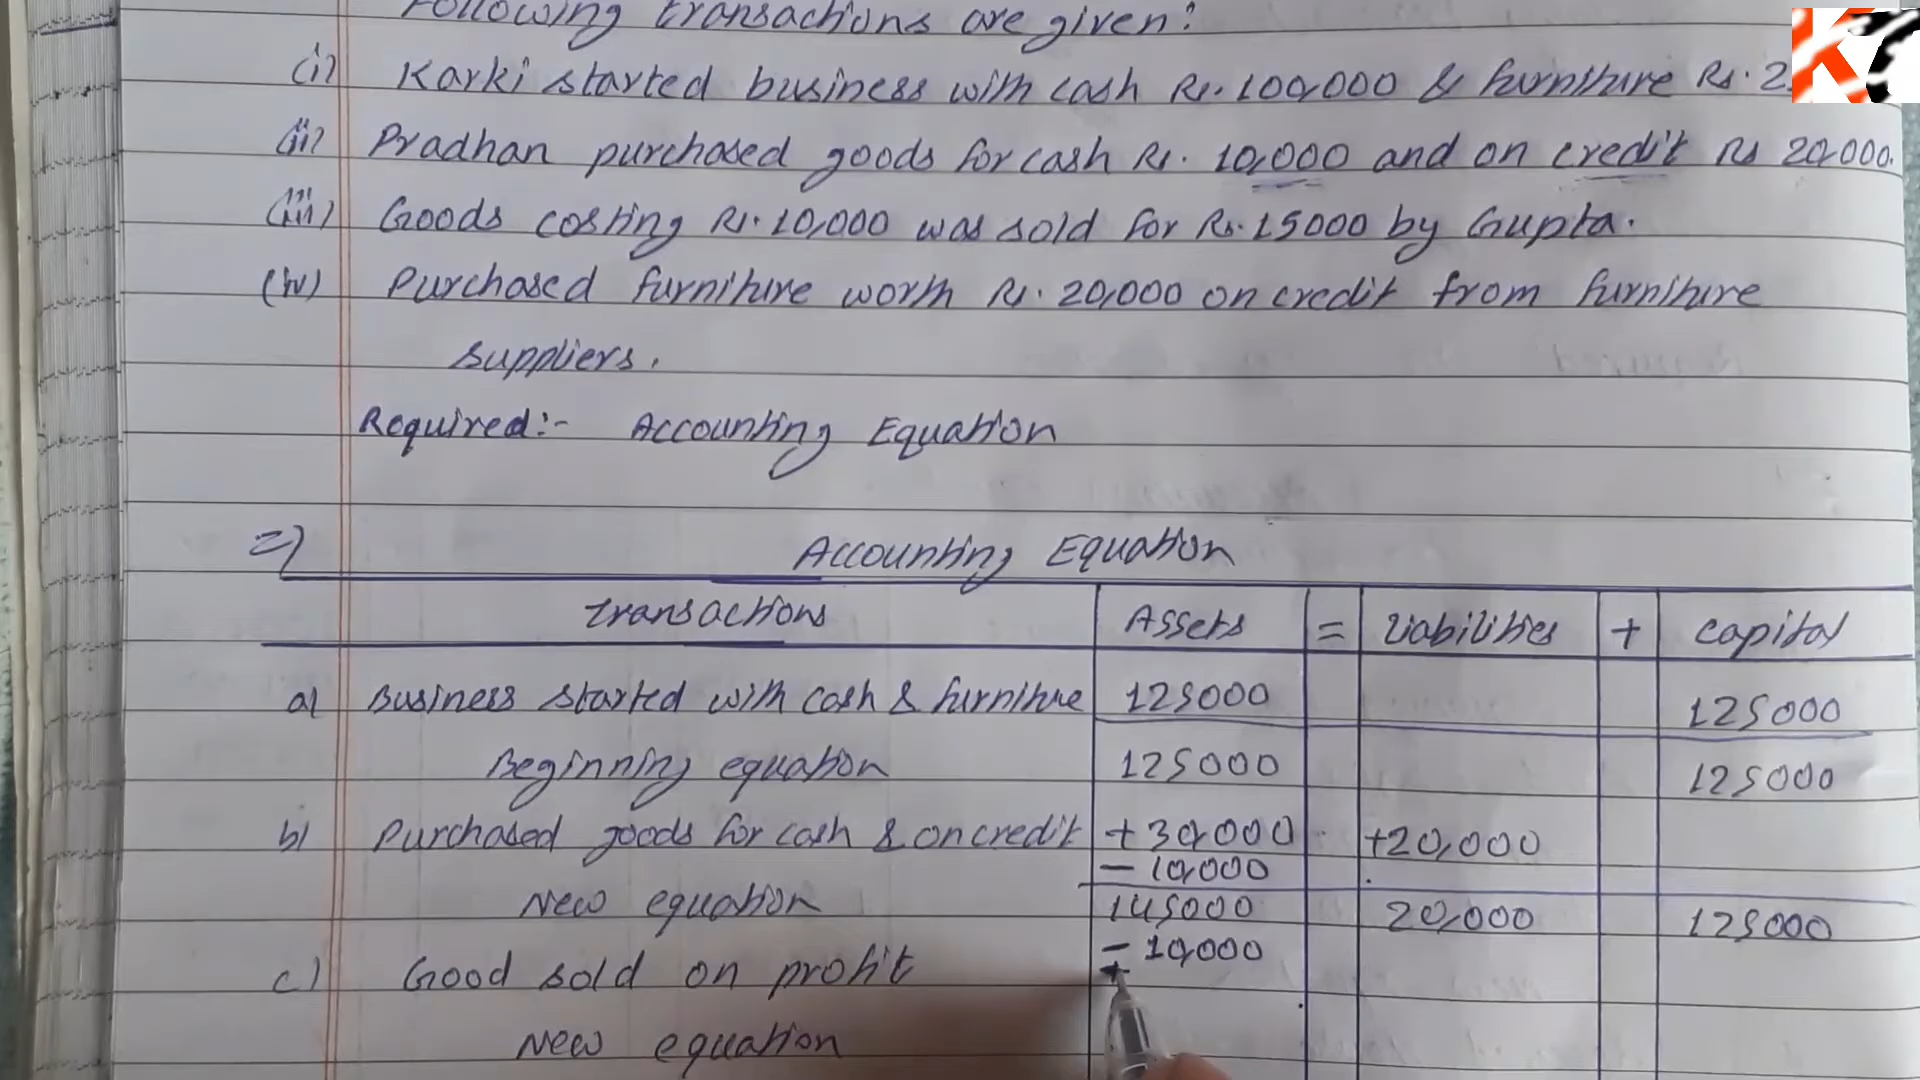 Following transactions are given:
(i) Karki started business with cash Rs. 100,000 & furniture Rs. 2
(ii) Pradhan purchased goods for cash Rs. 10,000 and on credit Rs 20,000.
(iii) Goods costing Rs. 10,000 was sold for Rs. 15000 by Gupta.
(iv) Purchased furniture worth Rs. 20,000 on credit from furniture
suppliers.
Required:- Accounting Equation
=) Accounting Equation
Transactions Assets = Liabilities + Capital
a) Business started with cash & furniture 125000 125000
Beginning equation 125000 125000
b) Purchased goods for cash & on credit +30,000 +20,000
- 10,000
New equation 145000 20,000 125000
- 10,000
c) Good sold on profit +
New equation